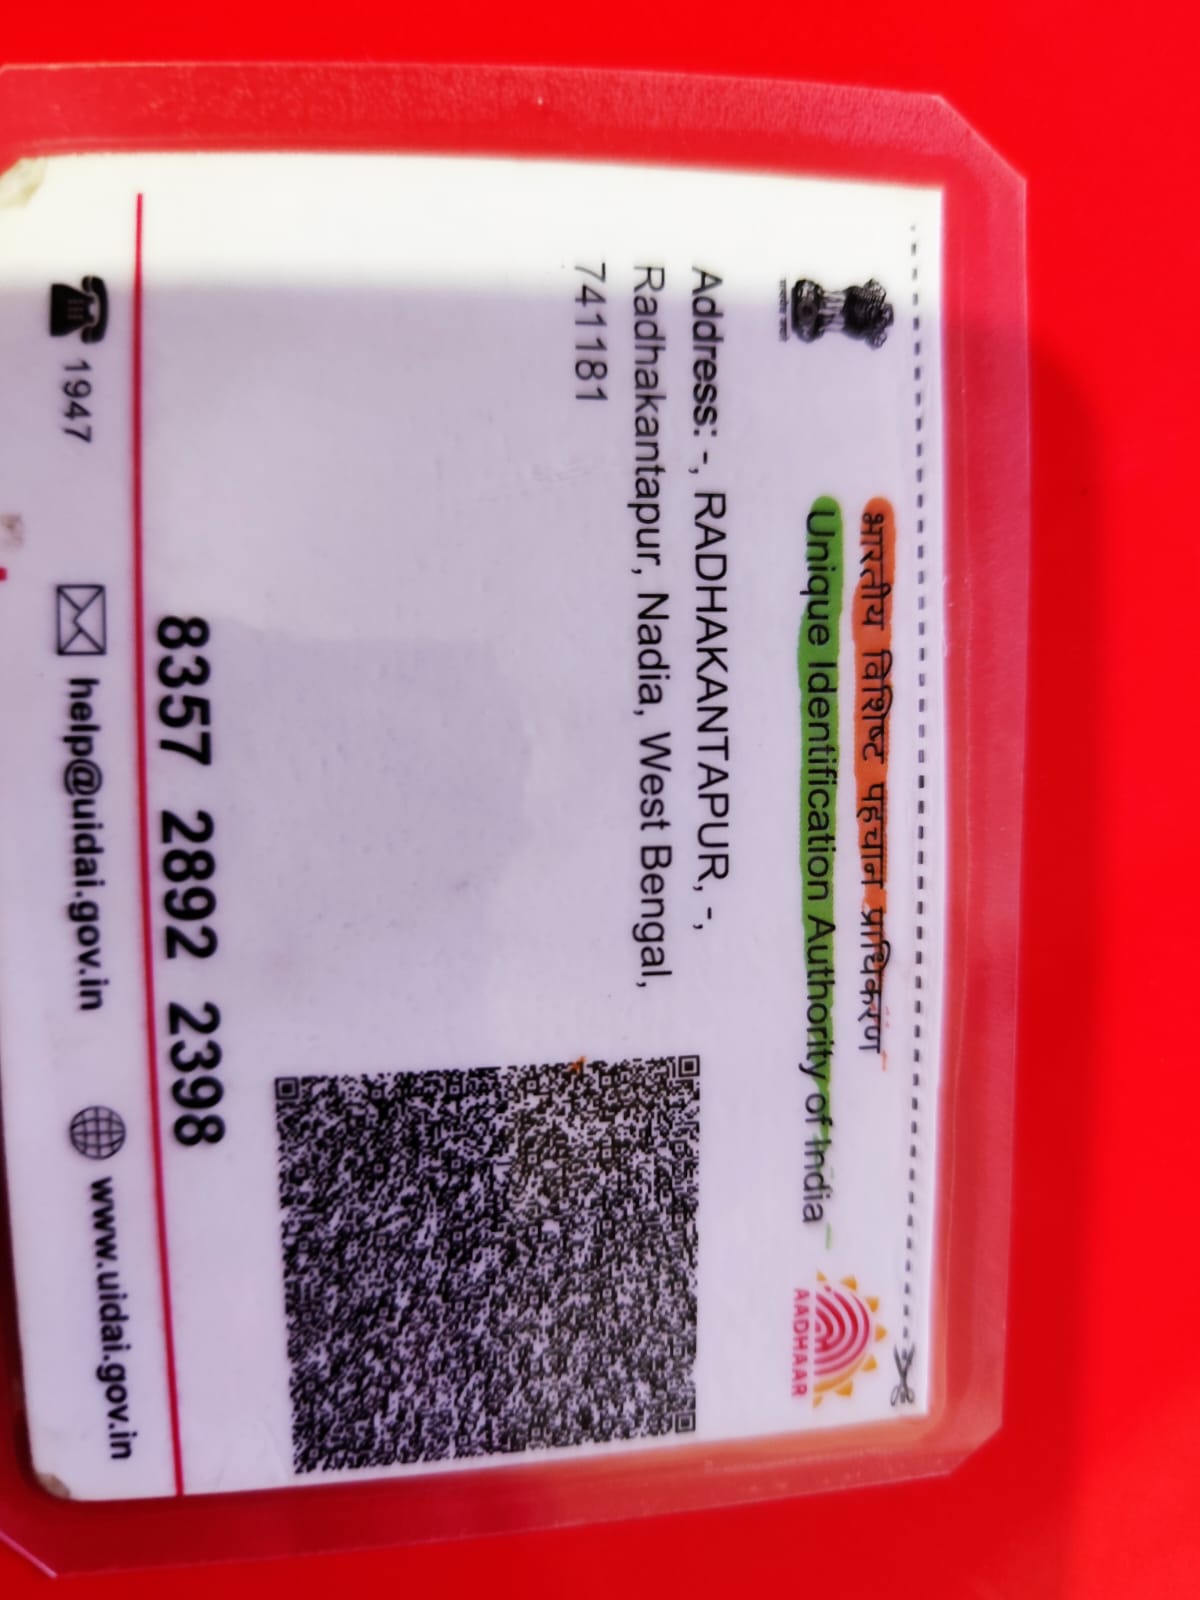 भारतीय विशिष्ट पहचान प्राधिकरण
Unique Identification Authority of India
AADHAAR
Address: -, RADHAKANTAPUR, -,
Radhakantapur, Nadia, West Bengal,
741181
8357 2892 2398
1947
help@uidai.gov.in
www.uidai.gov.in